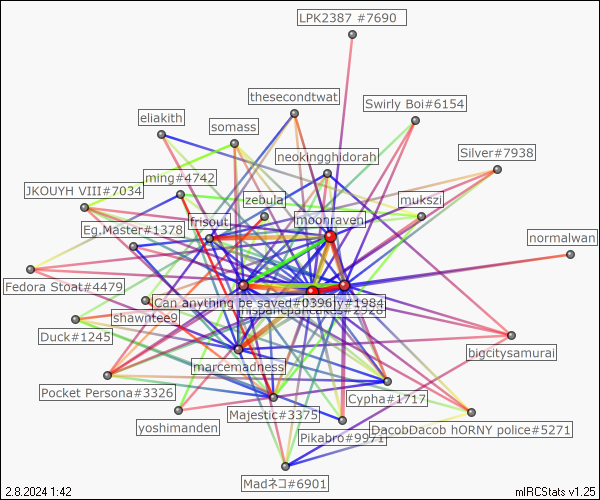 LPK2387 #7690
thesecondtwat
Swirly Boi#6154
eliakith
somass
neokingghidorah
Silver#7938
ming#4742
JKOUYH VIII#7034
zebula
mukszi
frisout
moonraven
Eg.Master#1378
normalwan
Fedora Stoat#4479
Can anything be saved#0396
y#1984
shawntee9
Duck#1245
bigcitysamurai
marcemadness
Pocket Persona#3326
Cypha#1717
Majestic#3375
yoshimanden
DacobDacob hORNY police#5271
Pikabro#9971
Madネコ#6901
2.8.2024 1:42
mIRCStats v1.25